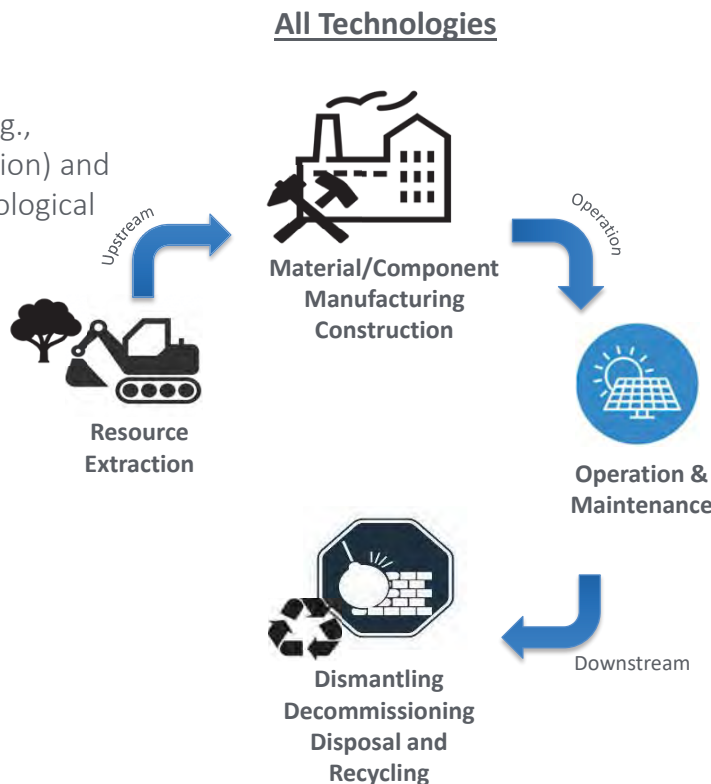 All Technologies
g.,
ion) and
ological
Upstream
Operation
Material/Component
Manufacturing
Construction
Resource
Extraction
Operation &
Maintenance
Downstream
Dismantling
Decommissioning
Disposal and
Recycling